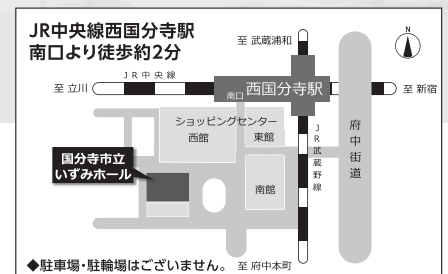 JR中央線西国分寺駅
南口より徒歩約2分
至 武蔵浦和
N
JR中央線
至 立川
南口
西国分寺駅
至 新宿
ショッピングセンター
西館
東館
JR武蔵野線
府中街道
国分寺市立
いずみホール
南館
◆駐車場・駐輪場はございません。
至 府中本町